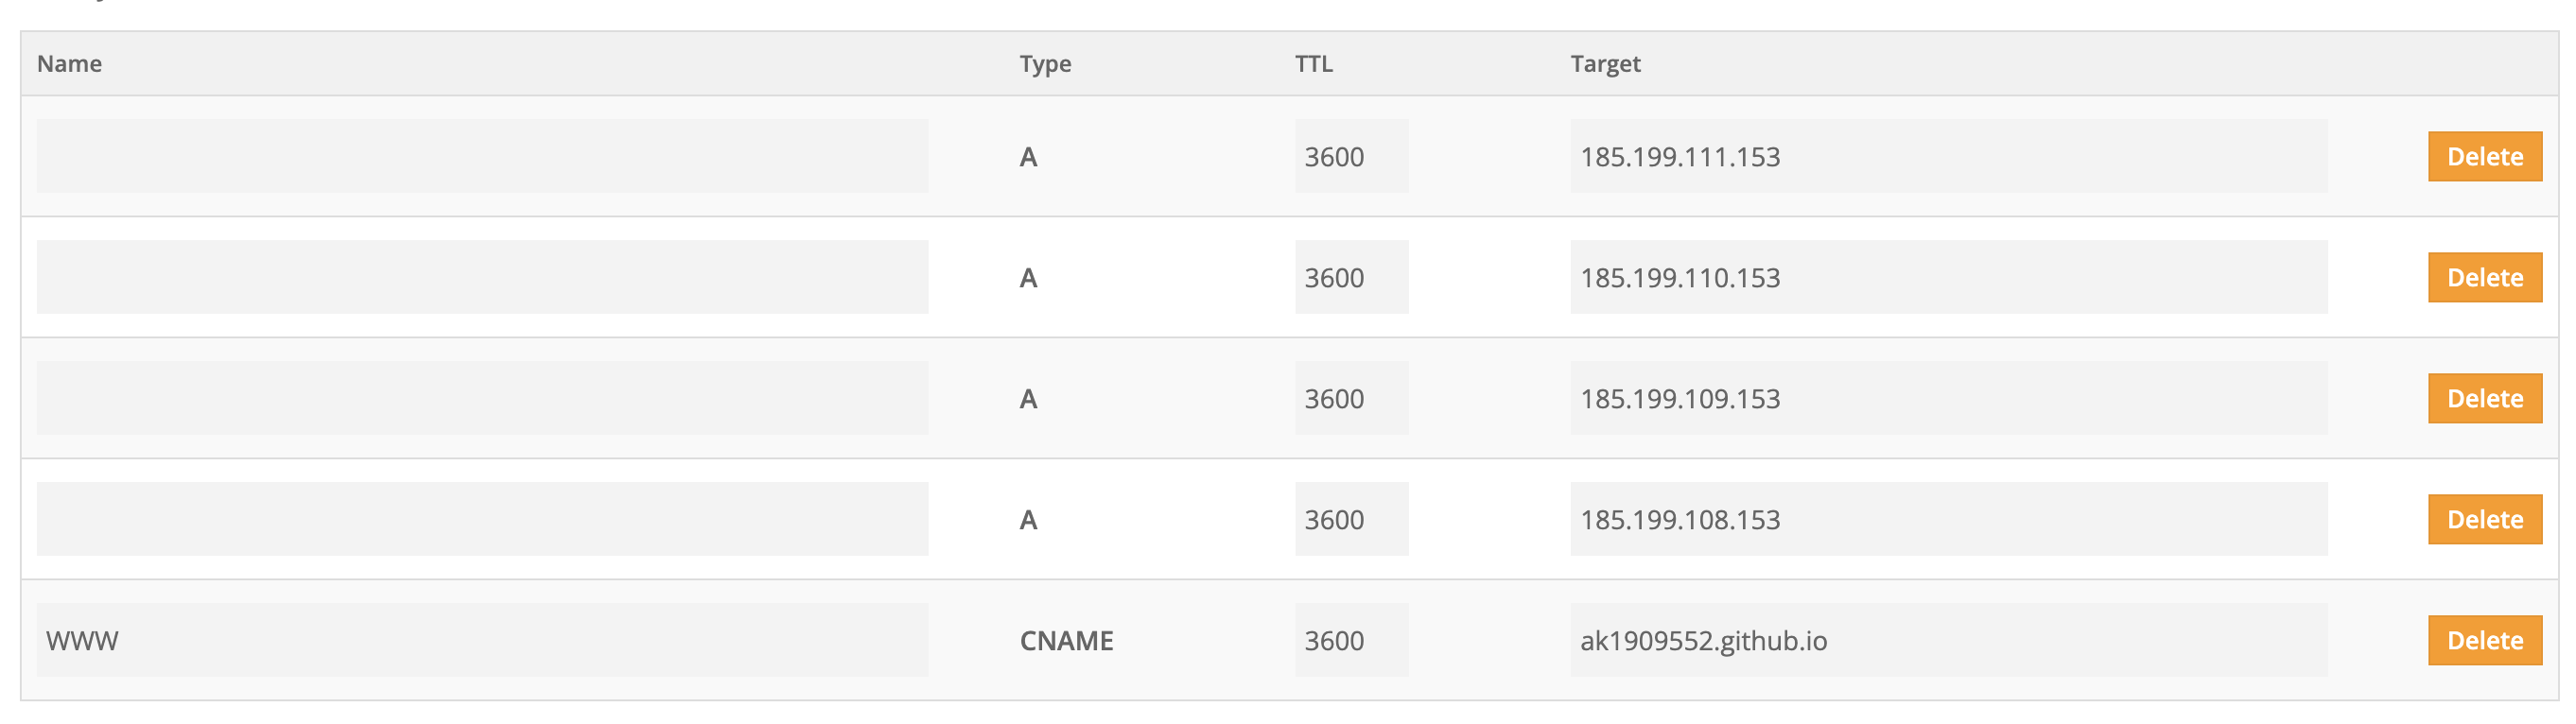 Name Type TTL Target
A 3600 185.199.111.153 Delete
A 3600 185.199.110.153 Delete
A 3600 185.199.109.153 Delete
A 3600 185.199.108.153 Delete
WWW CNAME 3600 ak1909552.github.io Delete